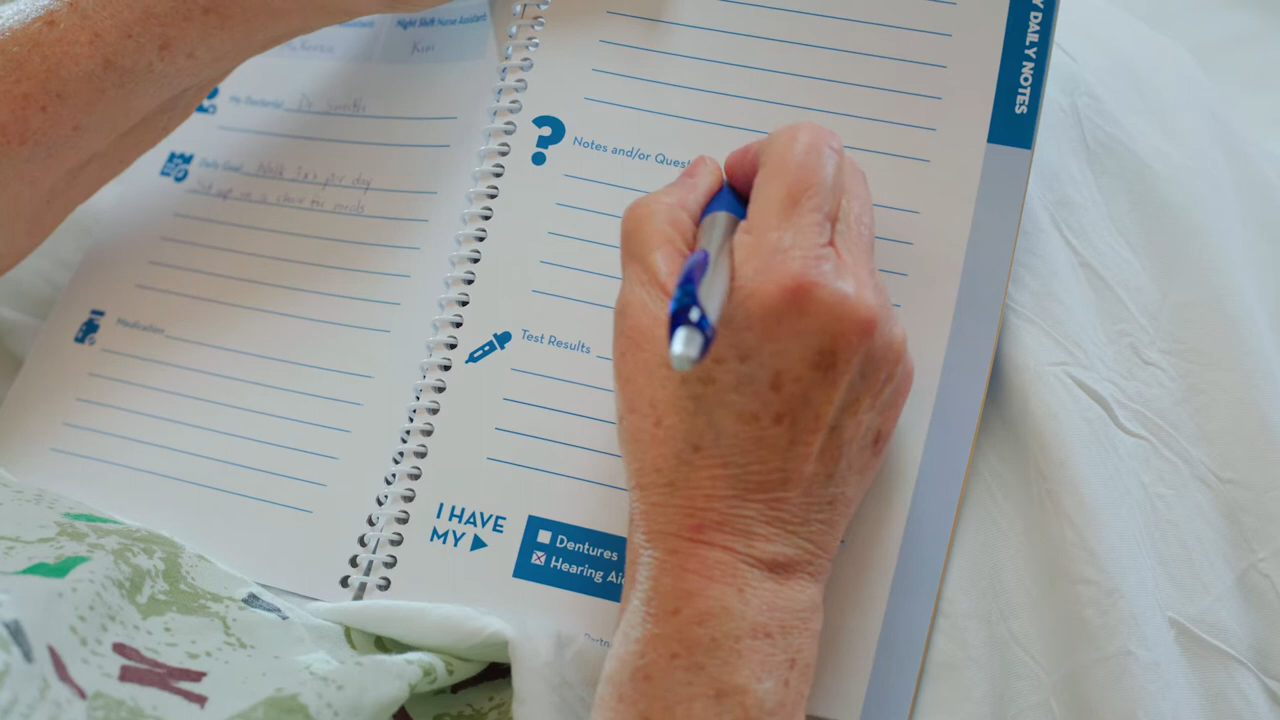 Night Shift Nurse Assistant
Kim
My Doctor(s) Dr Smith
Daily Goal Walk 3x's per day
Sit up in a chair for meals
Medication
Y DAILY NOTES
Notes and/or Quest
Test Results
I HAVE
MY
Dentures
Hearing Aid